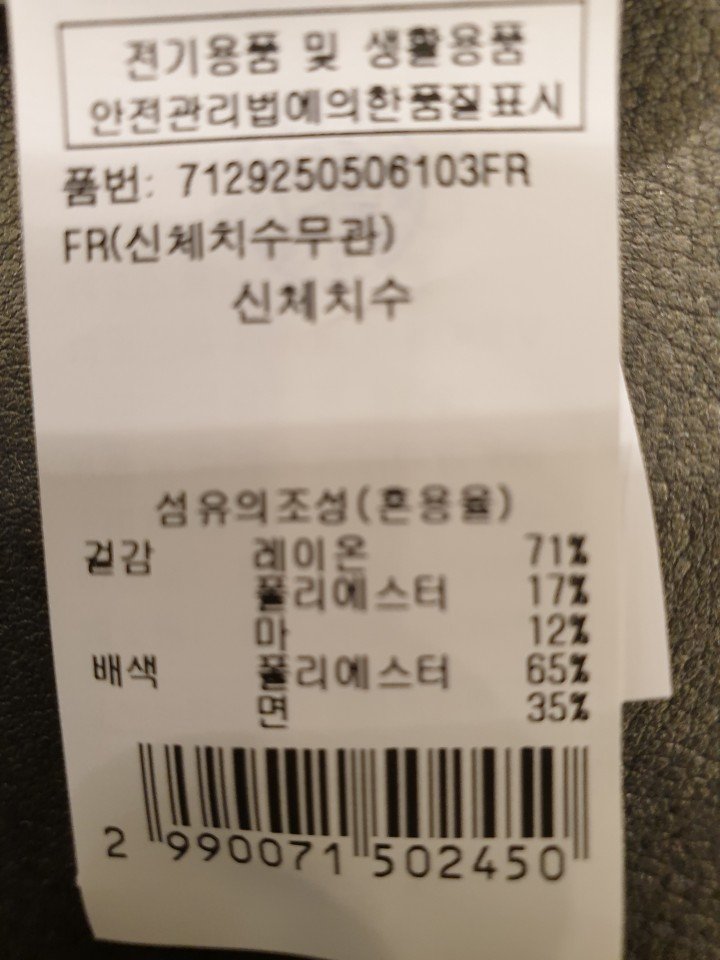 전기용품 및 생활용품
안전관리법에의한품질표시
품번: 7129250506103FR
FR(신체치수무관)
신체치수
섬유의조성(혼용율)
겉감 레이온 71%
폴리에스터 17%
마 12%
배색 폴리에스터 65%
면 35%
2 990071 502450